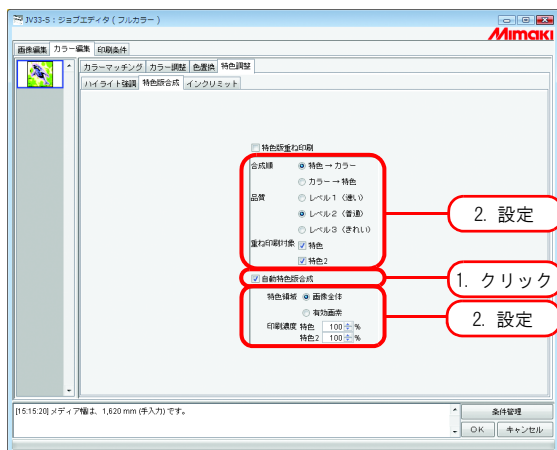 JV33-S：ジョブエディタ（フルカラー）
Mimaki
画像編集 カラー編集 印刷条件
カラーマッチング カラー調整 色置換 特色調整
ハイライト強調 特色版合成 インクリミット
特色版重ね印刷
合成順 特色→カラー
カラー→特色
品質 レベル1（速い）
レベル2（普通）
レベル3（きれい）
重ね印刷対象 特色
特色2
2. 設定
自動特色版合成
1. クリック
特色領域 画像全体
有効画素
印刷濃度 特色 100 %
特色2 100 %
2. 設定
[15:15:20] メディア幅は、1,620 mm (手入力) です。
条件管理
OK キャンセル